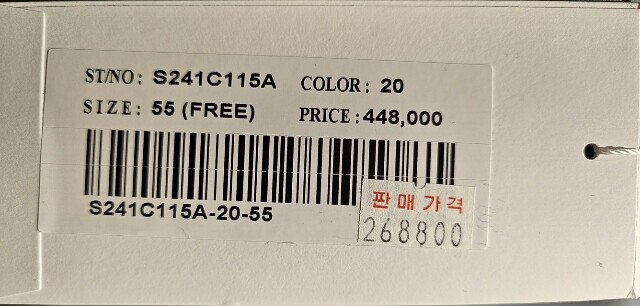 ST/NO: S241C115A COLOR: 20
SIZE: 55 (FREE) PRICE: 448,000
S241C115A-20-55
판매가격
268800